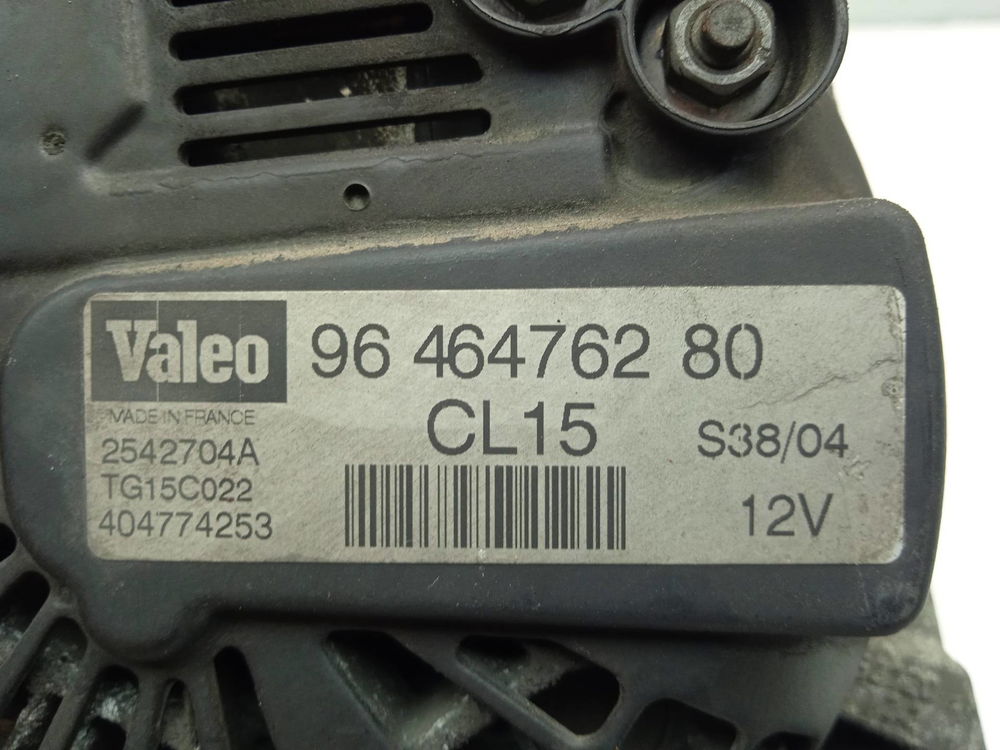 Valeo 96 464762 80
MADE IN FRANCE CL15 S38/04
2542704A
TG15C022
404774253 12V